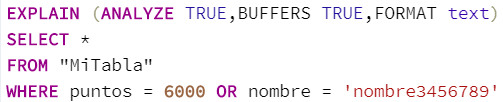 EXPLAIN (ANALYZE TRUE,BUFFERS TRUE,FORMAT text)
SELECT *
FROM "MiTabla"
WHERE puntos = 6000 OR nombre = 'nombre3456789'